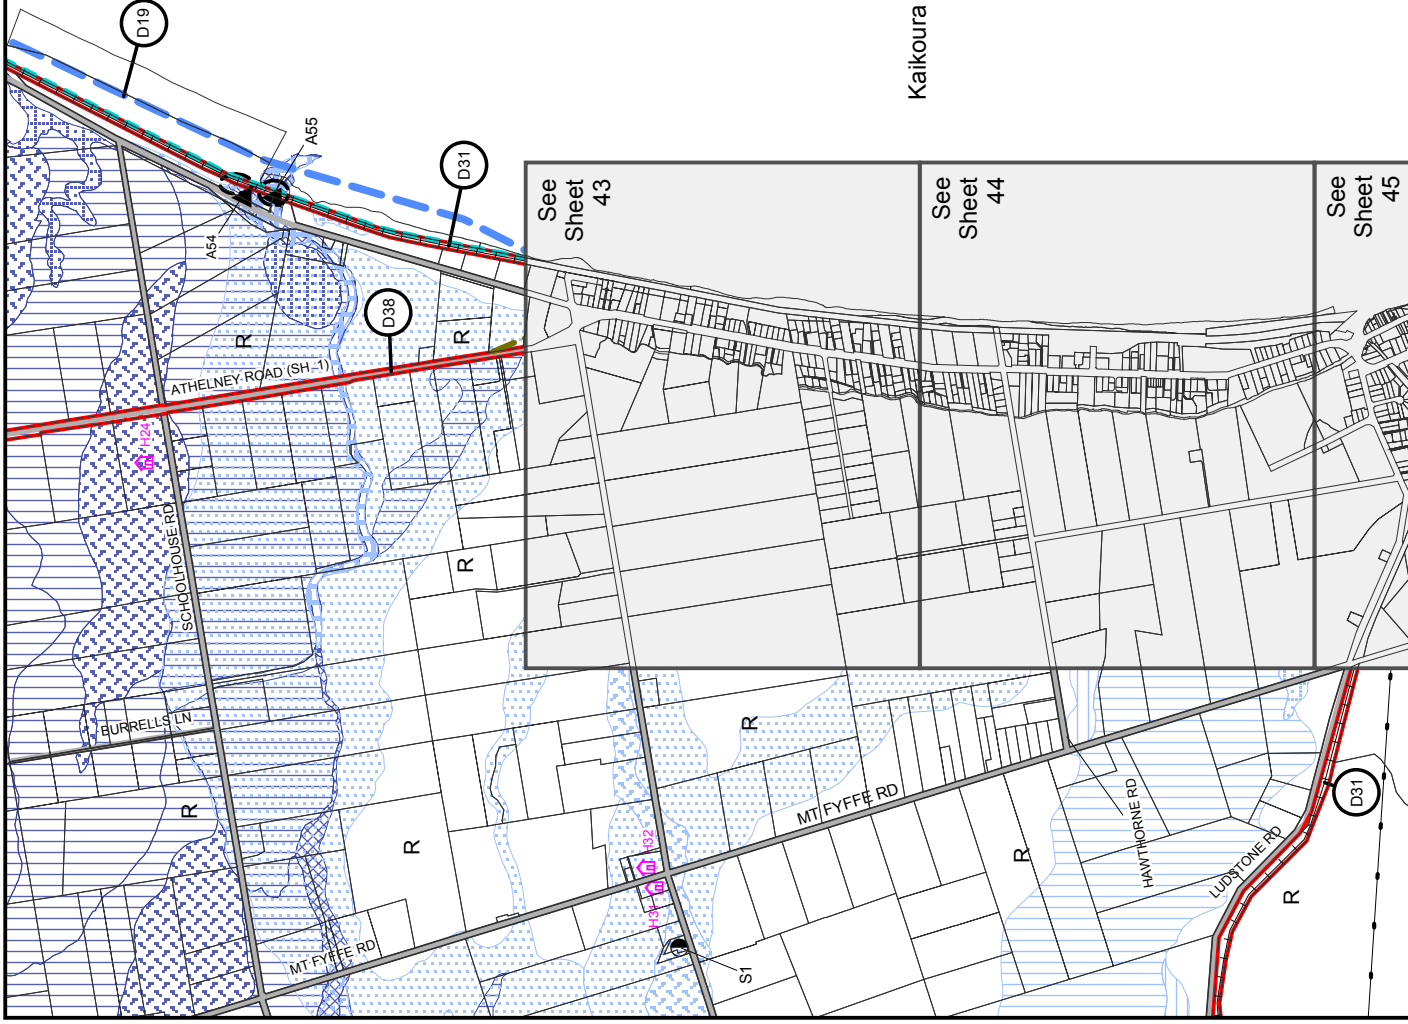 D19
Kaikoura
A55
D31
A54
See
Sheet
43
See
Sheet
44
See
Sheet
45
D38
R
R
ATHELNEY ROAD (SH 1)
H24
SCHOOLHOUSE RD
R
BURRELLS LN
R
R
MT FYFFE RD
R
H32
H31
R
HAWTHORNE RD
D31
LUDSTONE RD
R
MT FYFFE RD
S1